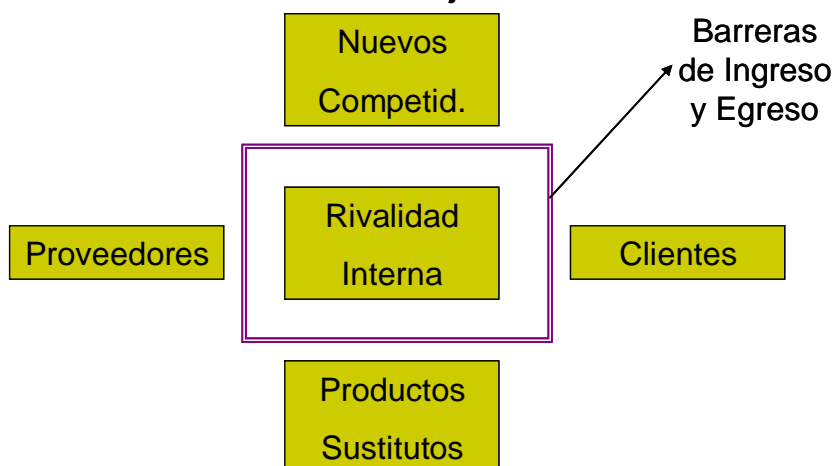 Nuevos
Competid.
Barreras
de Ingreso
y Egreso
Rivalidad
Interna
Proveedores
Clientes
Productos
Sustitutos